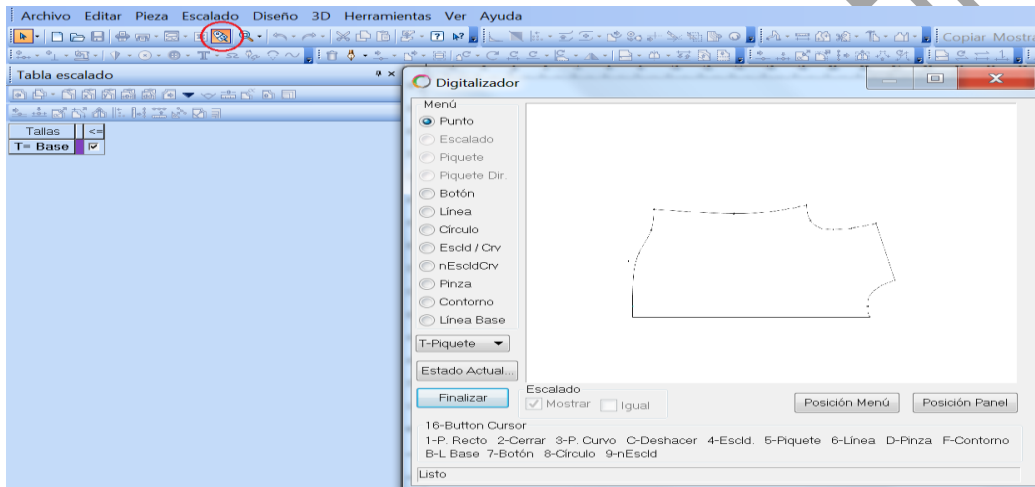 Archivo Editar Pieza Escalado Diseño 3D Herramientas Ver Ayuda
Copiar Mostra
Tabla escalado
Tallas <=
T= Base
Digitalizador
Menú
Punto
Escalado
Piquete
Piquete Dir.
Botón
Línea
Círculo
Escld / Crv
nEscldCrv
Pinza
Contorno
Línea Base
T-Piquete
Estado Actual...
Finalizar
Escalado
Mostrar Igual
Posición Menú Posición Panel
16-Button Cursor
1-P. Recto 2-Cerrar 3-P. Curvo C-Deshacer 4-Escld. 5-Piquete 6-Línea D-Pinza F-Contorno
B-L Base 7-Botón 8-Círculo 9-nEscld
Listo